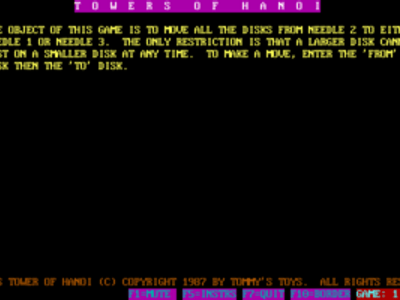 TOWERS OF HANOI
E OBJECT OF THIS GAME IS TO MOVE ALL THE DISKS FROM NEEDLE 2 TO EITH
EDLE 1 OR NEEDLE 3. THE ONLY RESTRICTION IS THAT A LARGER DISK CANN
ST ON A SMALLER DISK AT ANY TIME. TO MAKE A MOVE, ENTER THE 'FROM'
SK THEN THE 'TO' DISK.
S TOWER OF HANOI (C) COPYRIGHT 1987 BY TOMMY'S TOYS. ALL RIGHTS RES
F1-MUTE F5-INSTRS F7-QUIT F10-BORDER GAME: 1